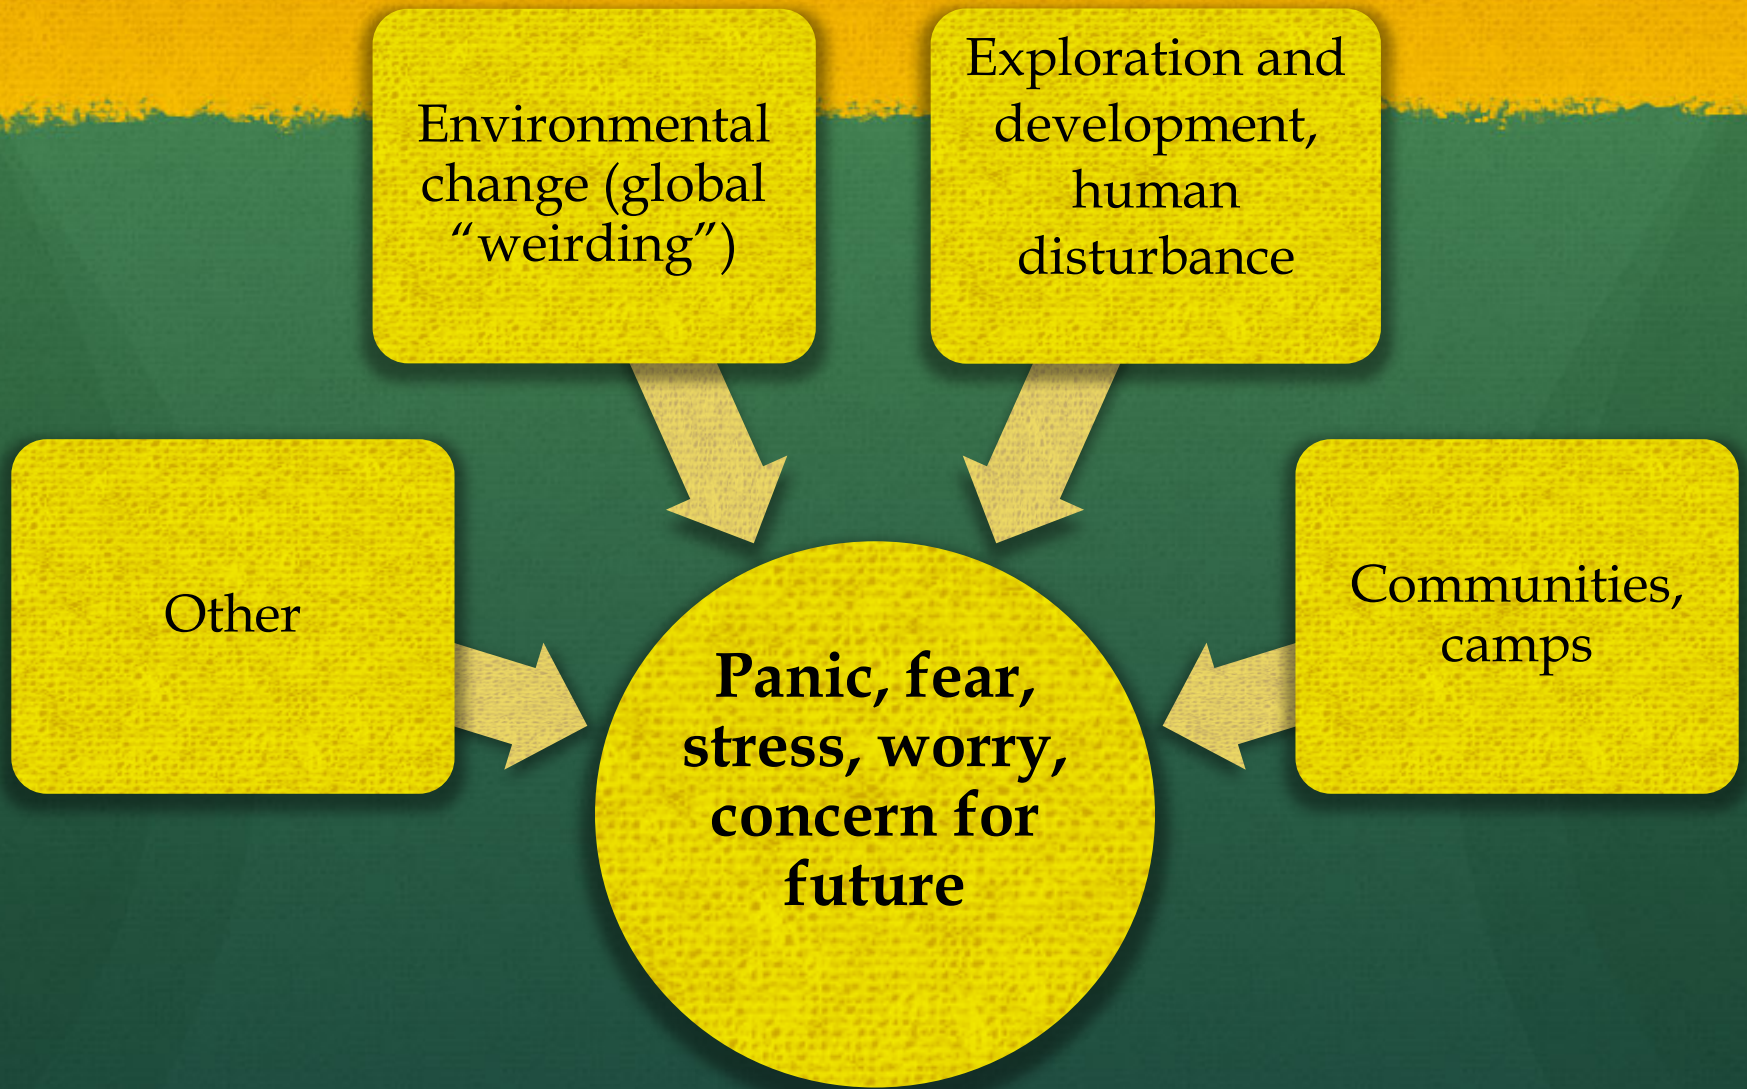 Environmental
change (global
“weirding”)
Exploration and
development,
human
disturbance
Other
Communities,
camps
Panic, fear,
stress, worry,
concern for
future